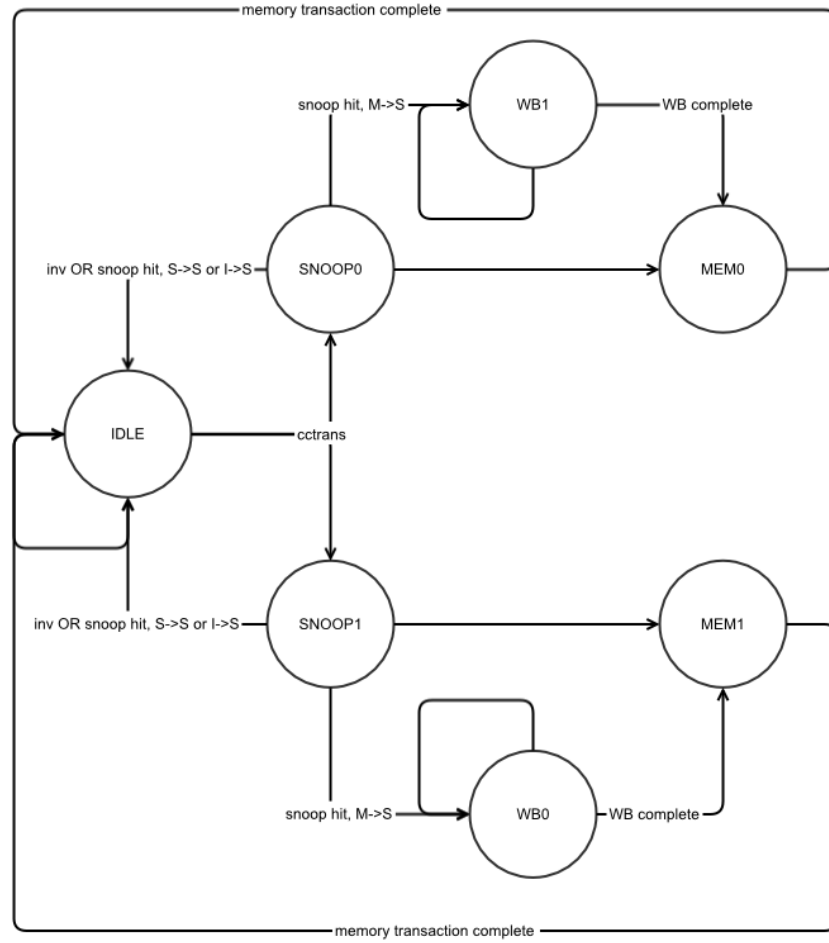 memory transaction complete
snoop hit, M->S
WB1
WB complete
inv OR snoop hit, S->S or I->S
SNOOP0
MEM0
IDLE
cctrans
inv OR snoop hit, S->S or I->S
SNOOP1
MEM1
snoop hit, M->S
WB0
WB complete
memory transaction complete